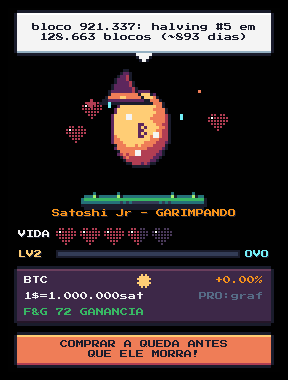 bloco 921.337: halving #5 em
128.663 blocos (~893 dias)
B
Satoshi Jr - GARIMPANDO
VIDA
LV2 OVO
BTC +0.00%
1$=1.000.000sat PRO:graf
F&G 72 GANANCIA
COMPRAR A QUEDA ANTES
QUE ELE MORRA!